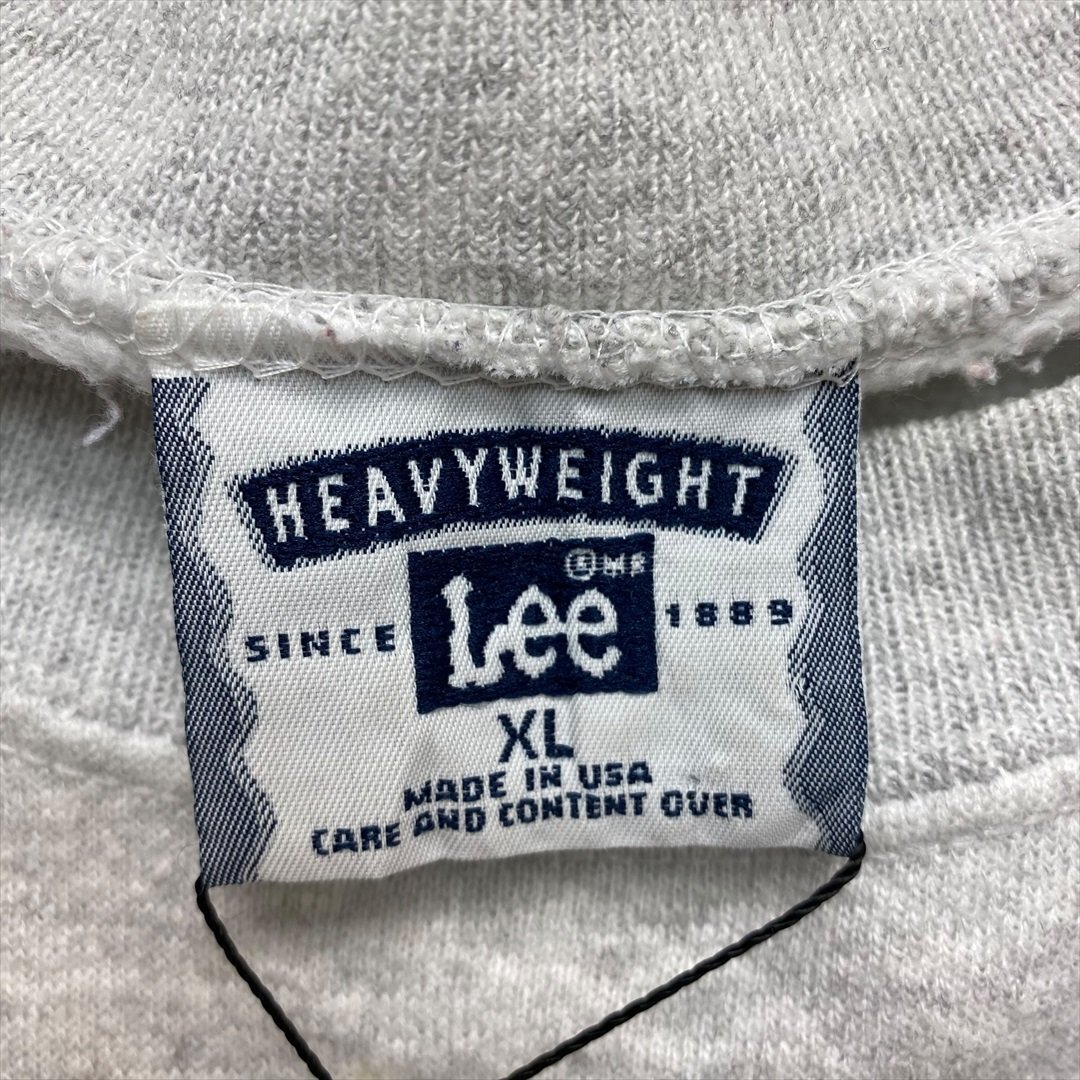 HEAVYWEIGHT
® MR
Lee
SINCE 1889
XL
MADE IN USA
CARE AND CONTENT OVER